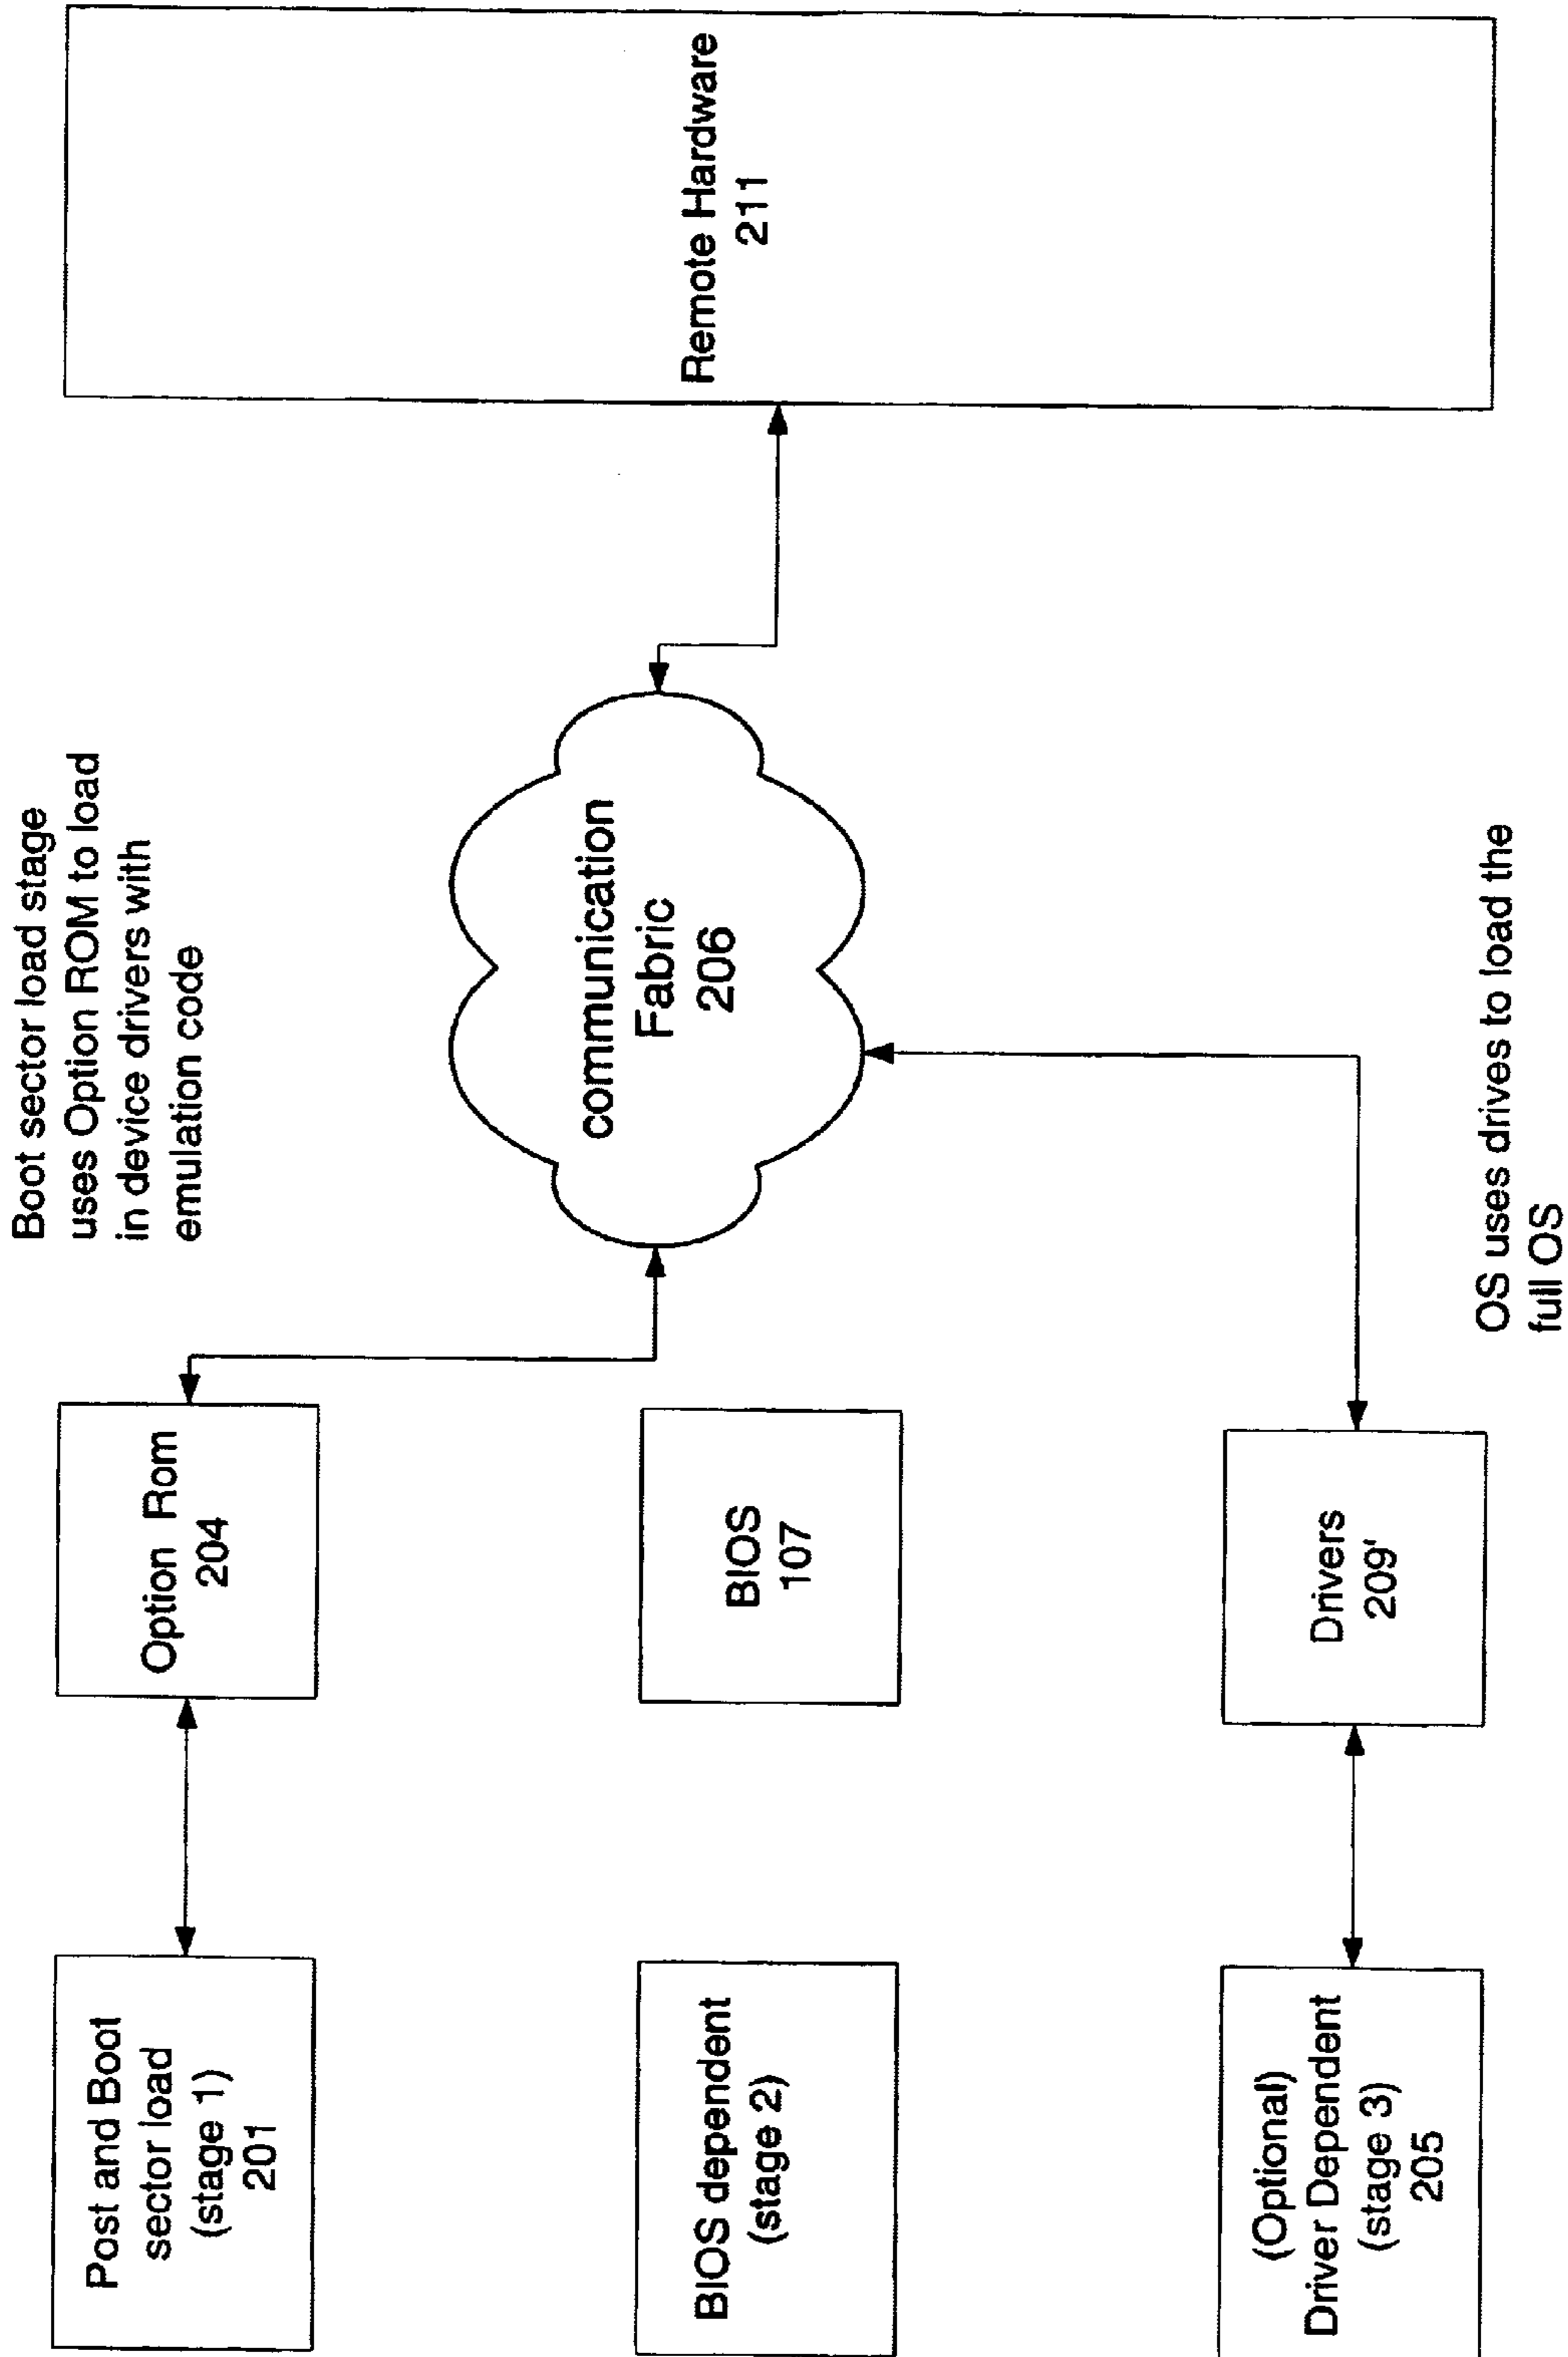 Boot sector load stage
uses Option ROM to load
in device drivers with
emulation code
Post and Boot
sector load
(stage 1)
201
Option Rom
204
communication
Fabric
206
Remote Hardware
211
BIOS dependent
(stage 2)
BIOS
107
(Optional)
Driver Dependent
(stage 3)
205
Drivers
209'
OS uses drives to load the
full OS